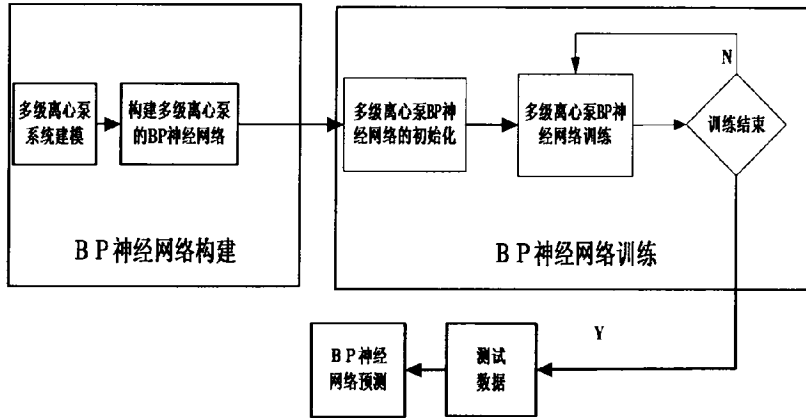 多级离心泵
系统建模
构建多级离心泵
的BP神经网络
BP神经网络构建
多级离心泵BP神
经网络的初始化
多级离心泵BP神
经网络训练
训练结束
N
BP神经网络训练
Y
测试
数据
BP神经
网络预测